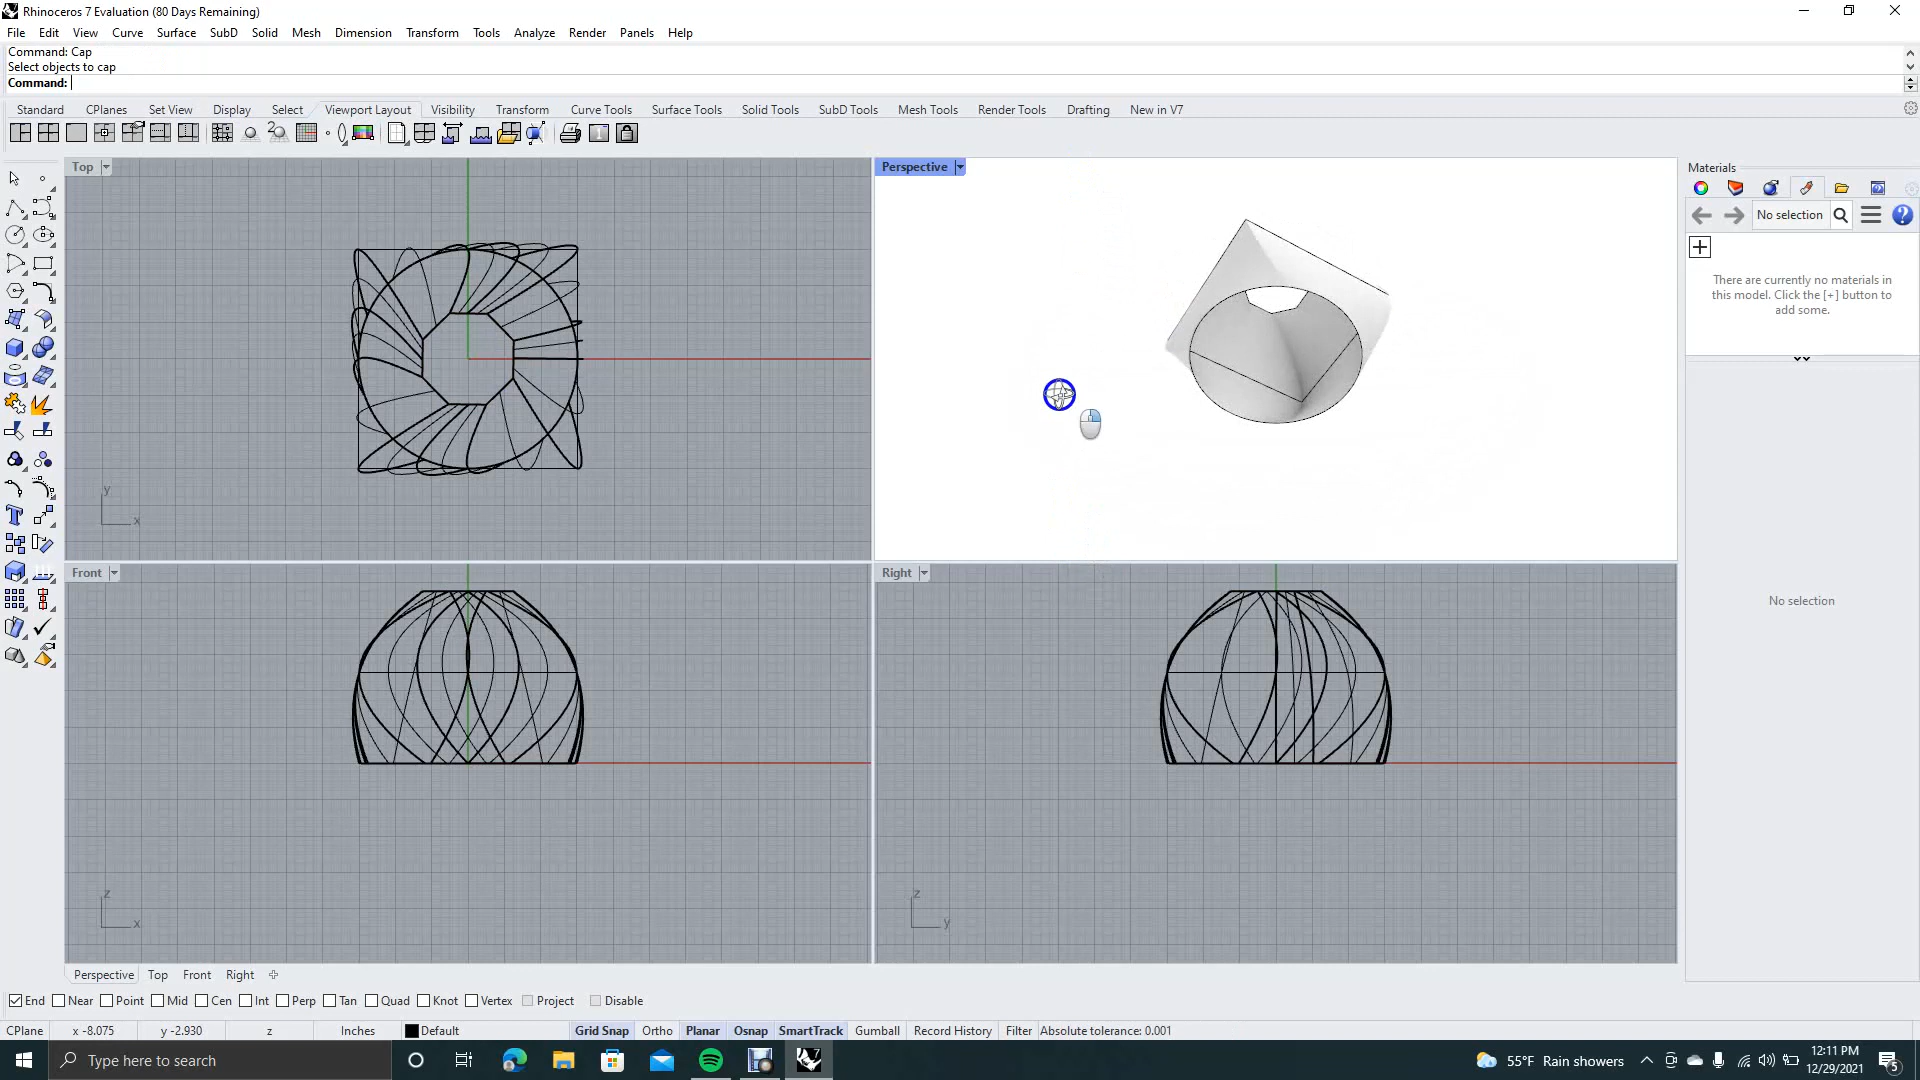 Rhinoceros 7 Evaluation (80 Days Remaining)
File Edit View Curve Surface SubD Solid Mesh Dimension Transform Tools Analyze Render Panels Help
Command: Cap
Select objects to cap
Command:
Standard CPlanes Set View Display Select Viewport Layout Visibility Transform Curve Tools Surface Tools Solid Tools SubD Tools Mesh Tools Render Tools Drafting New in V7
Top
Perspective
Materials
No selection
There are currently no materials in
this model. Click the [+] button to
add some.
y
x
Front
Right
No selection
z
x
z
y
Perspective Top Front Right
End Near Point Mid Cen Int Perp Tan Quad Knot Vertex Project Disable
CPlane x -8.075 y -2.930 z Inches Default Grid Snap Ortho Planar Osnap SmartTrack Gumball Record History Filter Absolute tolerance: 0.001
Type here to search
55°F Rain showers
12:11 PM
12/29/2021
5